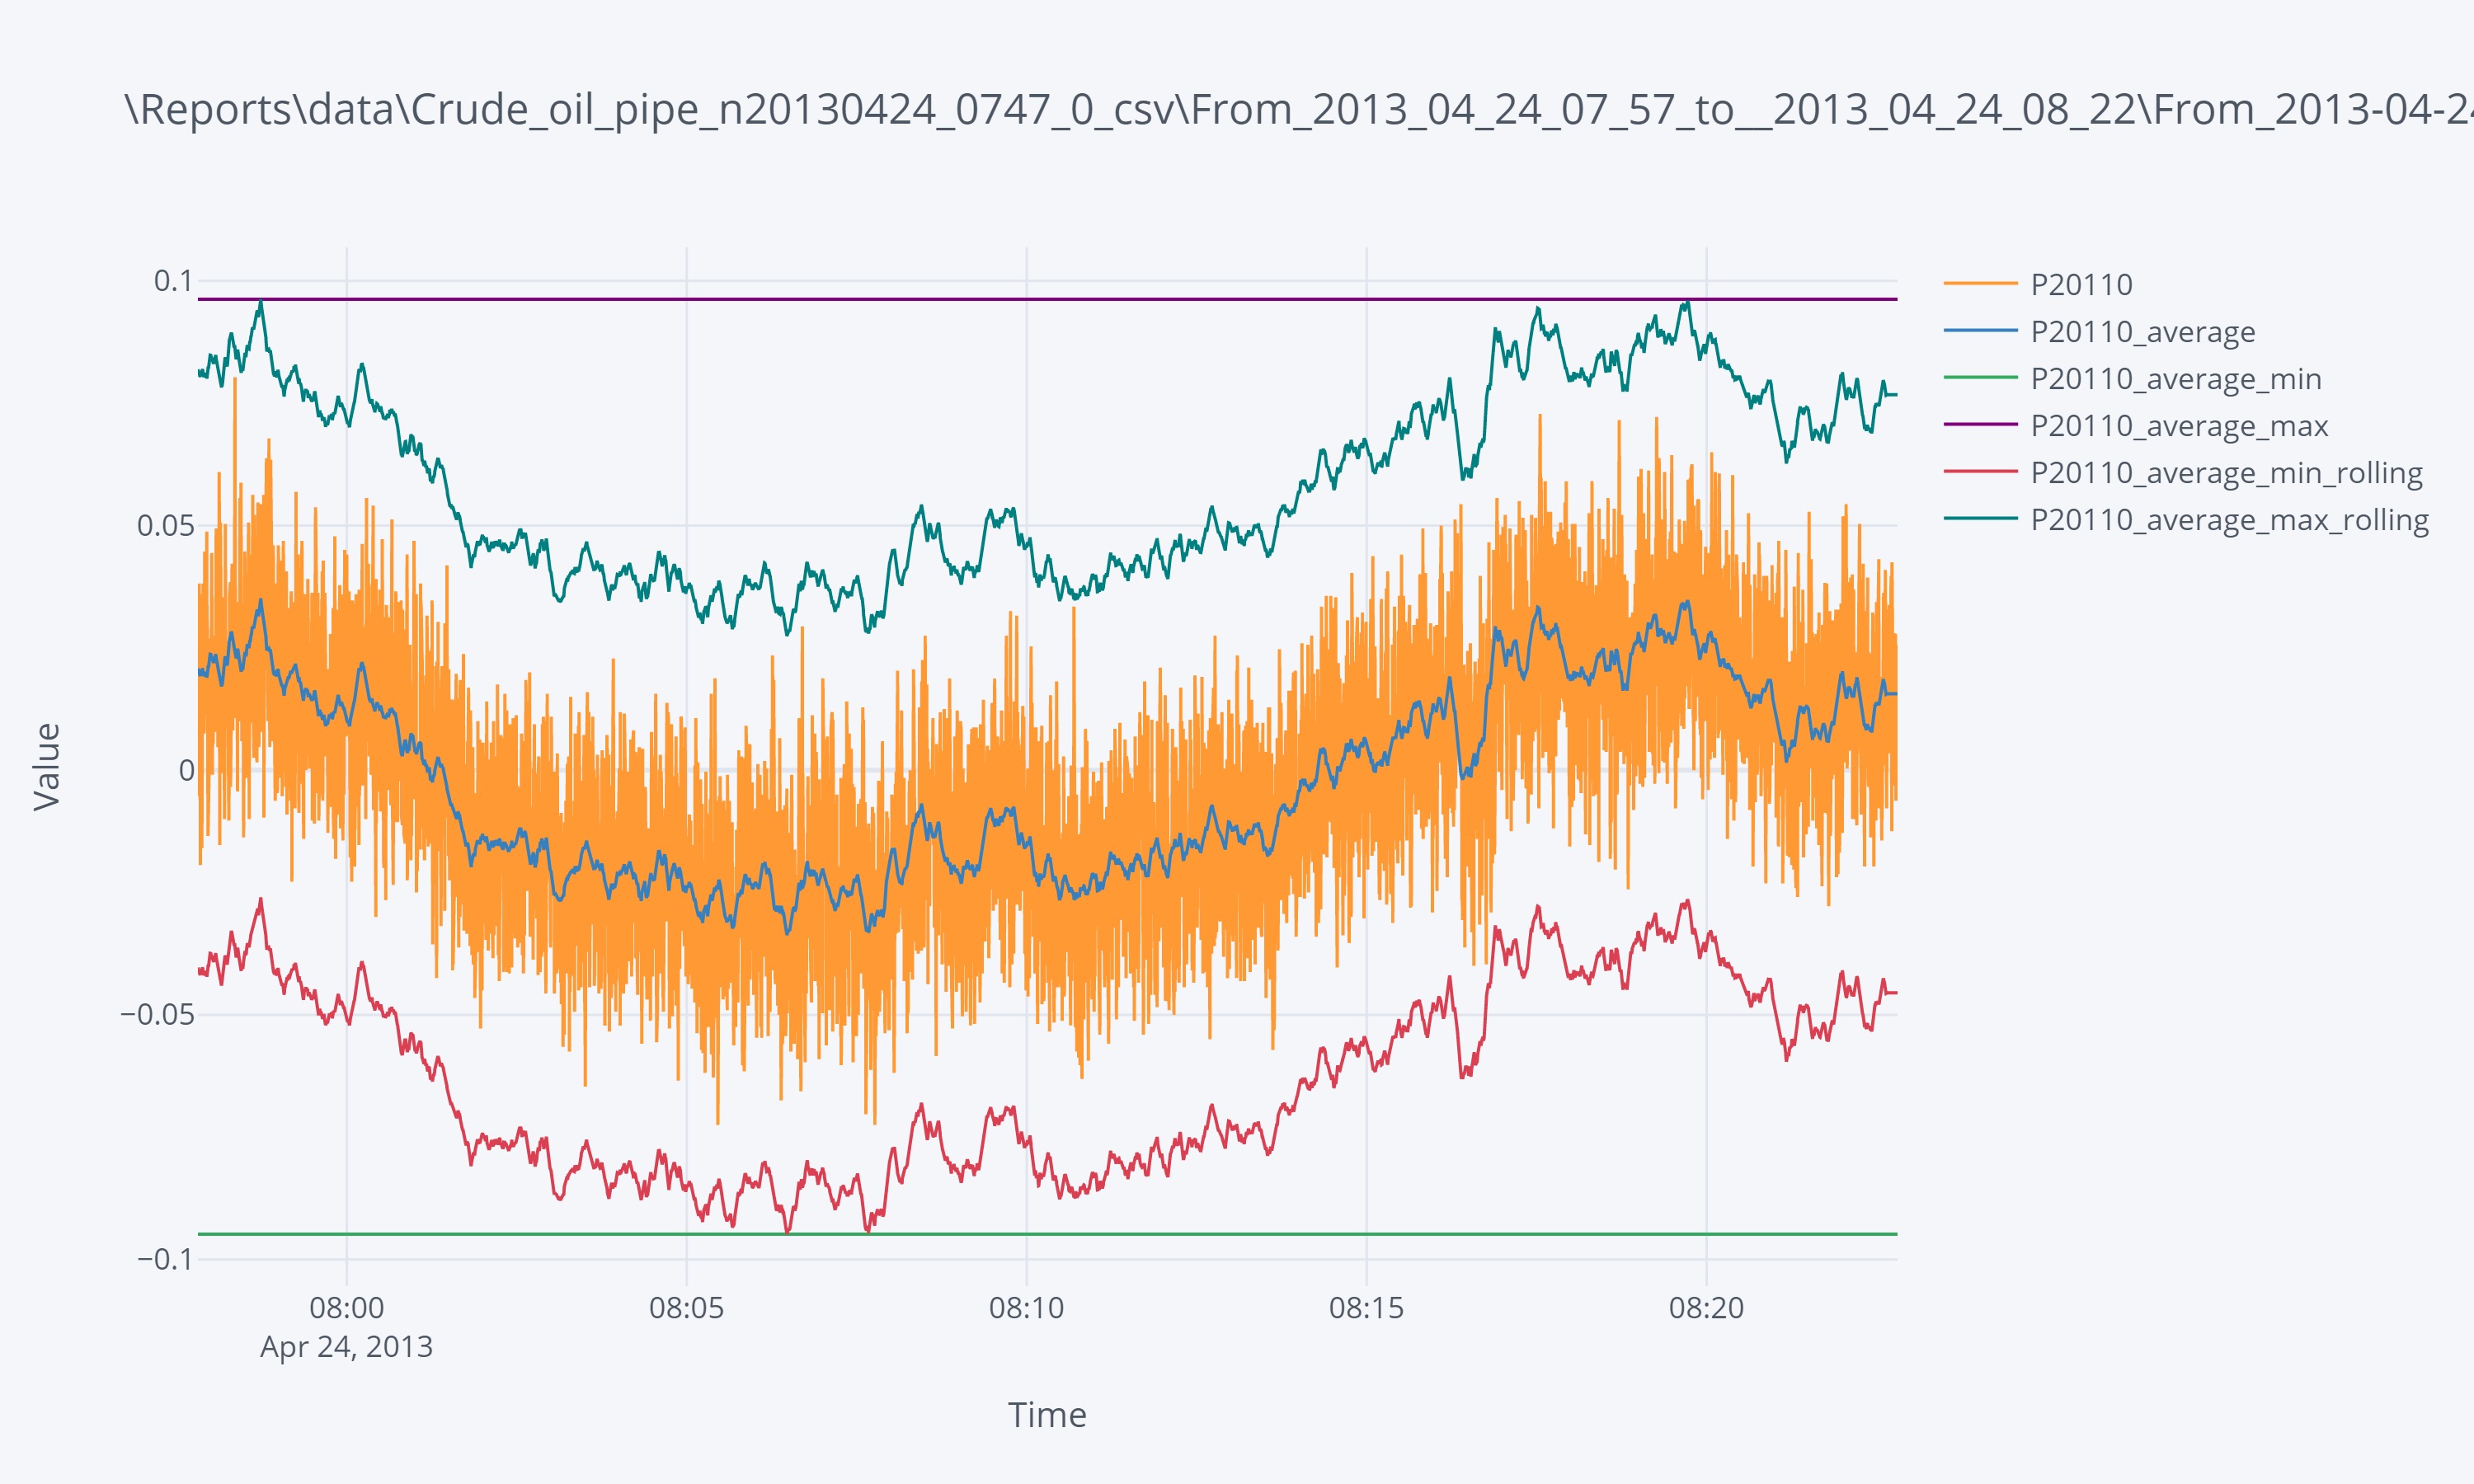 \Reports\data\Crude_oil_pipe_n20130424_0747_0_csv\From_2013_04_24_07_57_to__2013_04_24_08_22\From_2013-04-24
0.1
0.05
0
−0.05
−0.1
Value
08:00
08:05
08:10
08:15
08:20
Apr 24, 2013
Time
P20110
P20110_average
P20110_average_min
P20110_average_max
P20110_average_min_rolling
P20110_average_max_rolling